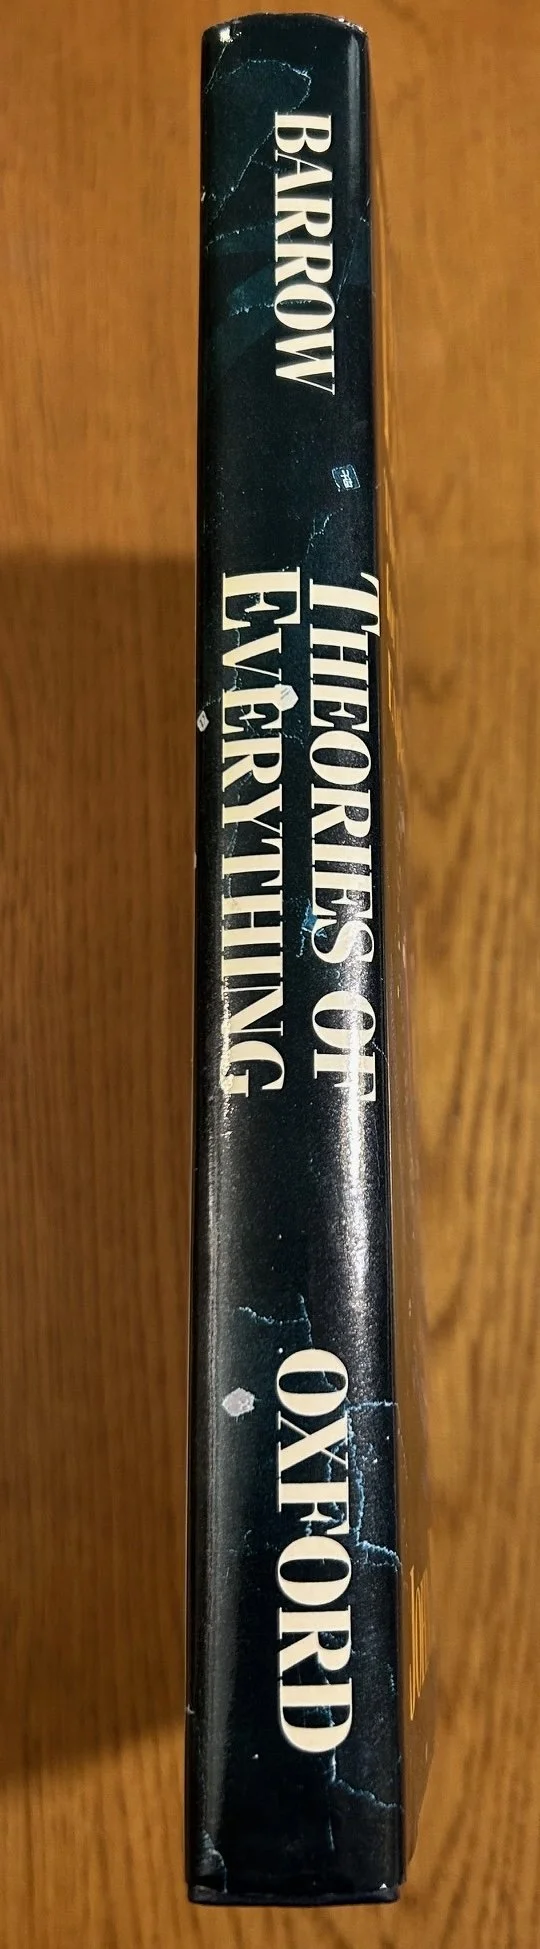 BARROW
THEORIES OF
EVERYTHING
OXFORD